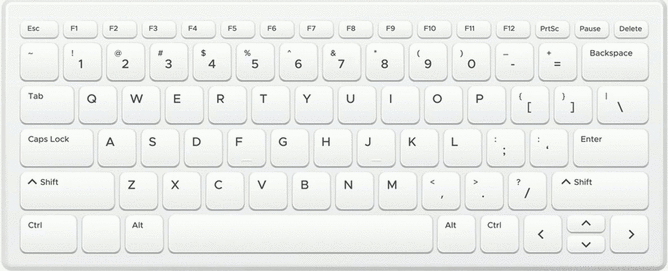 Esc F1 F2 F3 F4 F5 F6 F7 F8 F9 F10 F11 F12 PrtSc Pause Delete
~ ! 1 @ 2 # 3 $ 4 % 5 ^ 6 & 7 * 8 ( 9 ) 0 – - + = Backspace
Tab Q W E R T Y U I O P { [ } ] | \
Caps Lock A S D F G H J K L : ; : ‘ Enter
Shift Z X C V B N M < , > . ? / Shift
Ctrl Alt Alt Ctrl